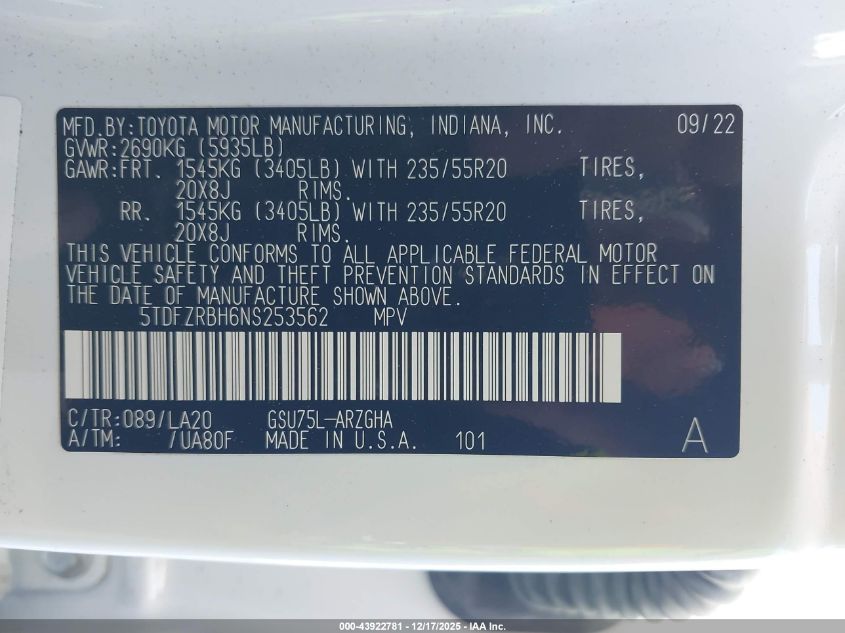 MFD.BY:TOYOTA MOTOR MANUFACTURING, INDIANA, INC. 09/22
GVWR:2690KG (5935LB)
GAWR:FRT. 1545KG (3405LB) WITH 235/55R20 TIRES,
20X8J RIMS.
RR. 1545KG (3405LB) WITH 235/55R20 TIRES,
20X8J RIMS.
THIS VEHICLE CONFORMS TO ALL APPLICABLE FEDERAL MOTOR
VEHICLE SAFETY AND THEFT PREVENTION STANDARDS IN EFFECT ON
THE DATE OF MANUFACTURE SHOWN ABOVE.
5TDFZRBH6NS253562 MPV
C/TR:089/LA20 GSU75L-ARZGHA
A/TM: /UA80F MADE IN U.S.A. 101 A
000-43922781 - 12/17/2025 - IAA Inc.